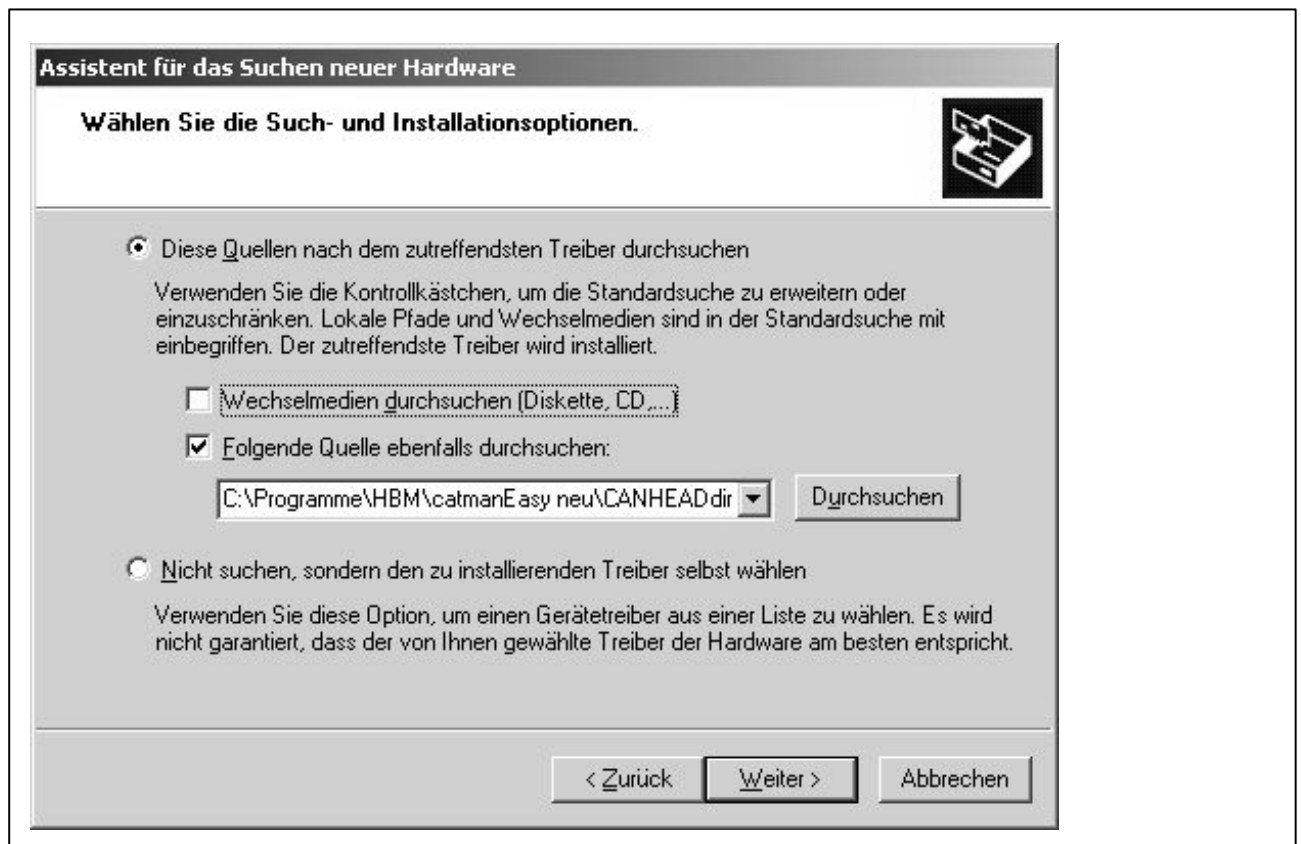 Assistent für das Suchen neuer Hardware
Wählen Sie die Such- und Installationsoptionen.
Diese Quellen nach dem zutreffendsten Treiber durchsuchen
Verwenden Sie die Kontrollkästchen, um die Standardsuche zu erweitern oder
einzuschränken. Lokale Pfade und Wechselmedien sind in der Standardsuche mit
einbegriffen. Der zutreffendste Treiber wird installiert.
Wechselmedien durchsuchen (Diskette, CD,...)
Folgende Quelle ebenfalls durchsuchen:
C:\Programme\HBM\catmanEasy neu\CANHEADdir
Durchsuchen
Nicht suchen, sondern den zu installierenden Treiber selbst wählen
Verwenden Sie diese Option, um einen Gerätetreiber aus einer Liste zu wählen. Es wird
nicht garantiert, dass der von Ihnen gewählte Treiber der Hardware am besten entspricht.
< Zurück Weiter > Abbrechen